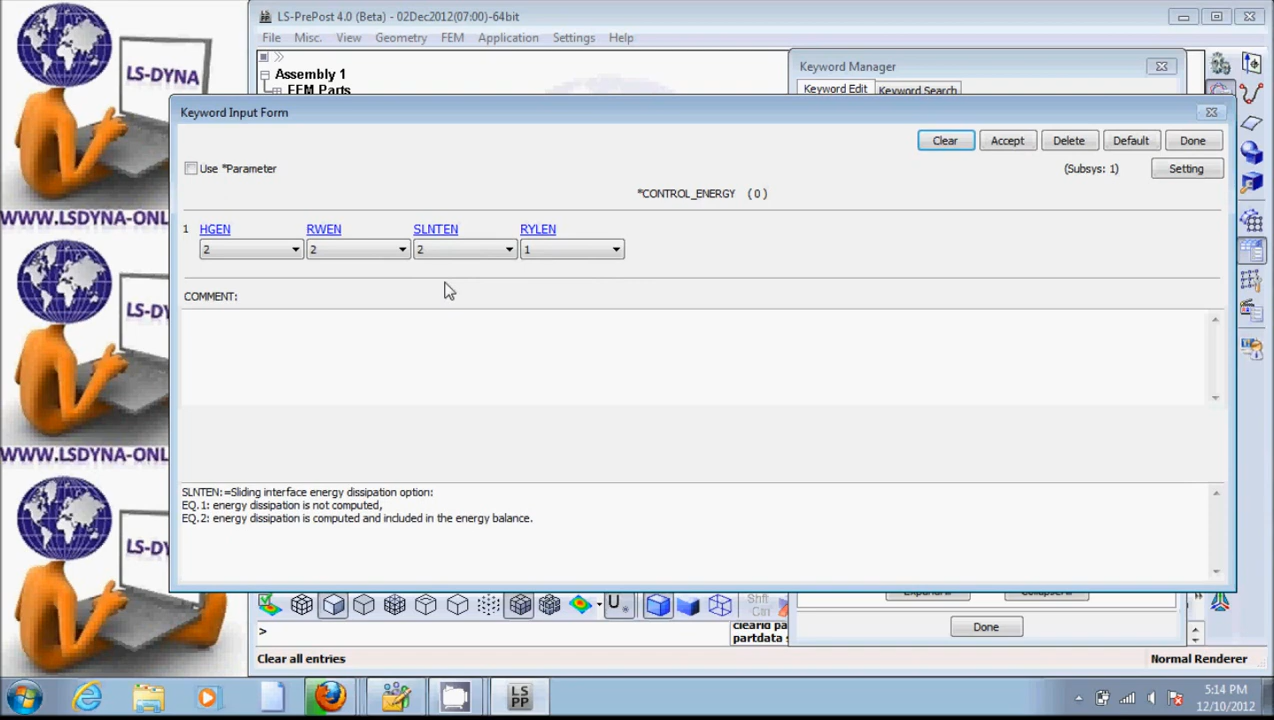 LS-PrePost 4.0 (Beta) - 02Dec2012(07:00)-64bit
File Misc. View Geometry FEM Application Settings Help
LS-DYNA
Assembly 1
FEM Parts
Keyword Manager
Keyword Edit Keyword Search
Keyword Input Form
Clear Accept Delete Default Done
Use *Parameter
(Subsys: 1) Setting
*CONTROL_ENERGY ( 0 )
WWW.LSDYNA-ONL
1 HGEN RWEN SLNTEN RYLEN
2 2 2 1
COMMENT:
LS-DY
WWW.LSDYNA-ONL
SLNTEN:=Sliding interface energy dissipation option:
EQ.1: energy dissipation is not computed,
EQ.2: energy dissipation is computed and included in the energy balance.
LS-DY
U
Shft
Ctrl
>
clearid pa
partdata s
Done
Clear all entries
Normal Renderer
LS
PP
5:14 PM
12/10/2012